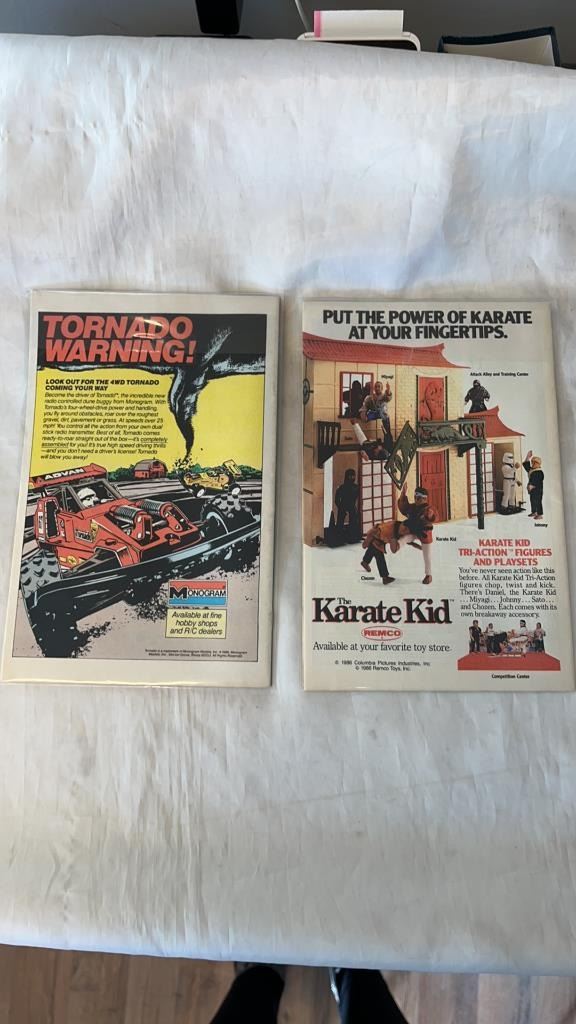 TORNADO
WARNING!
LOOK OUT FOR THE 4WD TORNADO
COMING YOUR WAY
Become the driver of Tornado™, the incredible new
radio controlled dune buggy from Monogram. With
Tornado's four-wheel-drive power and handling,
you fly around obstacles, roar over the roughest
gravel, dirt, pavement or grass. At speeds over 25
mph! You control all the action from your own dual
stick radio transmitter. Best of all, Tornado comes
ready-to-roar straight out of the box—it's completely
assembled for you! It's true high speed driving thrills
—and you don't need a driver's license! Tornado
will blow you away!
ADVAN
MONOGRAM
Available at fine
hobby shops
and R/C dealers
PUT THE POWER OF KARATE
AT YOUR FINGERTIPS.
Miyagi
Attack Alley and Training Center
Sato
Karate Kid
Johnny
Chozen
KARATE KID
TRI-ACTION™ FIGURES
AND PLAYSETS
You've never seen action like this
before. All Karate Kid Tri-Action
figures chop, twist and kick.
There's Daniel, the Karate Kid
. . . Miyagi . . . Johnny . . . Sato . . .
and Chozen. Each comes with its
own breakaway accessory.
The
Karate Kid
REMCO
Available at your favorite toy store.
© 1986 Columbia Pictures Industries, Inc.
© 1986 Remco Toys, Inc.
Competition Center